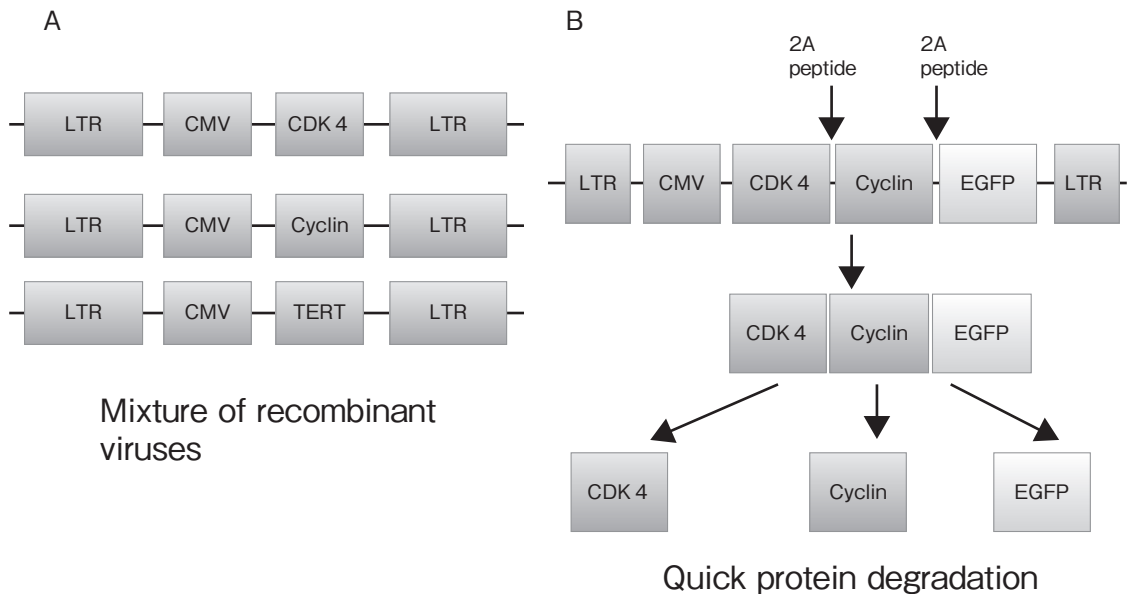 A
LTR CMV CDK 4 LTR
LTR CMV Cyclin LTR
LTR CMV TERT LTR
Mixture of recombinant
viruses
B
2A 2A
peptide peptide
LTR CMV CDK 4 Cyclin EGFP LTR
CDK 4 Cyclin EGFP
CDK 4 Cyclin EGFP
Quick protein degradation